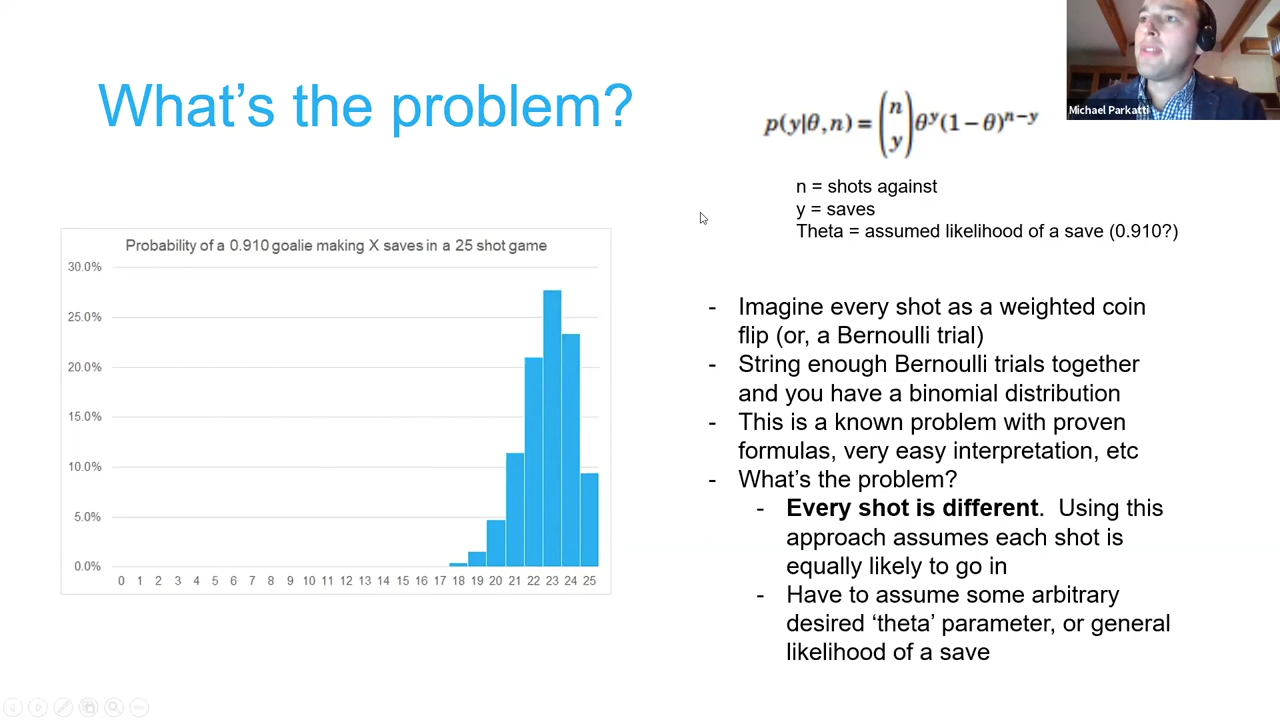 What's the problem?
p(y|θ,n) = (n y) θ^y (1 − θ)^n−y
Michael Parkatti
n = shots against
y = saves
Theta = assumed likelihood of a save (0.910?)
Probability of a 0.910 goalie making X saves in a 25 shot game
30.0%
25.0%
20.0%
15.0%
10.0%
5.0%
0.0%
0 1 2 3 4 5 6 7 8 9 10 11 12 13 14 15 16 17 18 19 20 21 22 23 24 25
- Imagine every shot as a weighted coin
flip (or, a Bernoulli trial)
- String enough Bernoulli trials together
and you have a binomial distribution
- This is a known problem with proven
formulas, very easy interpretation, etc
- What's the problem?
- Every shot is different. Using this
approach assumes each shot is
equally likely to go in
- Have to assume some arbitrary
desired 'theta' parameter, or general
likelihood of a save